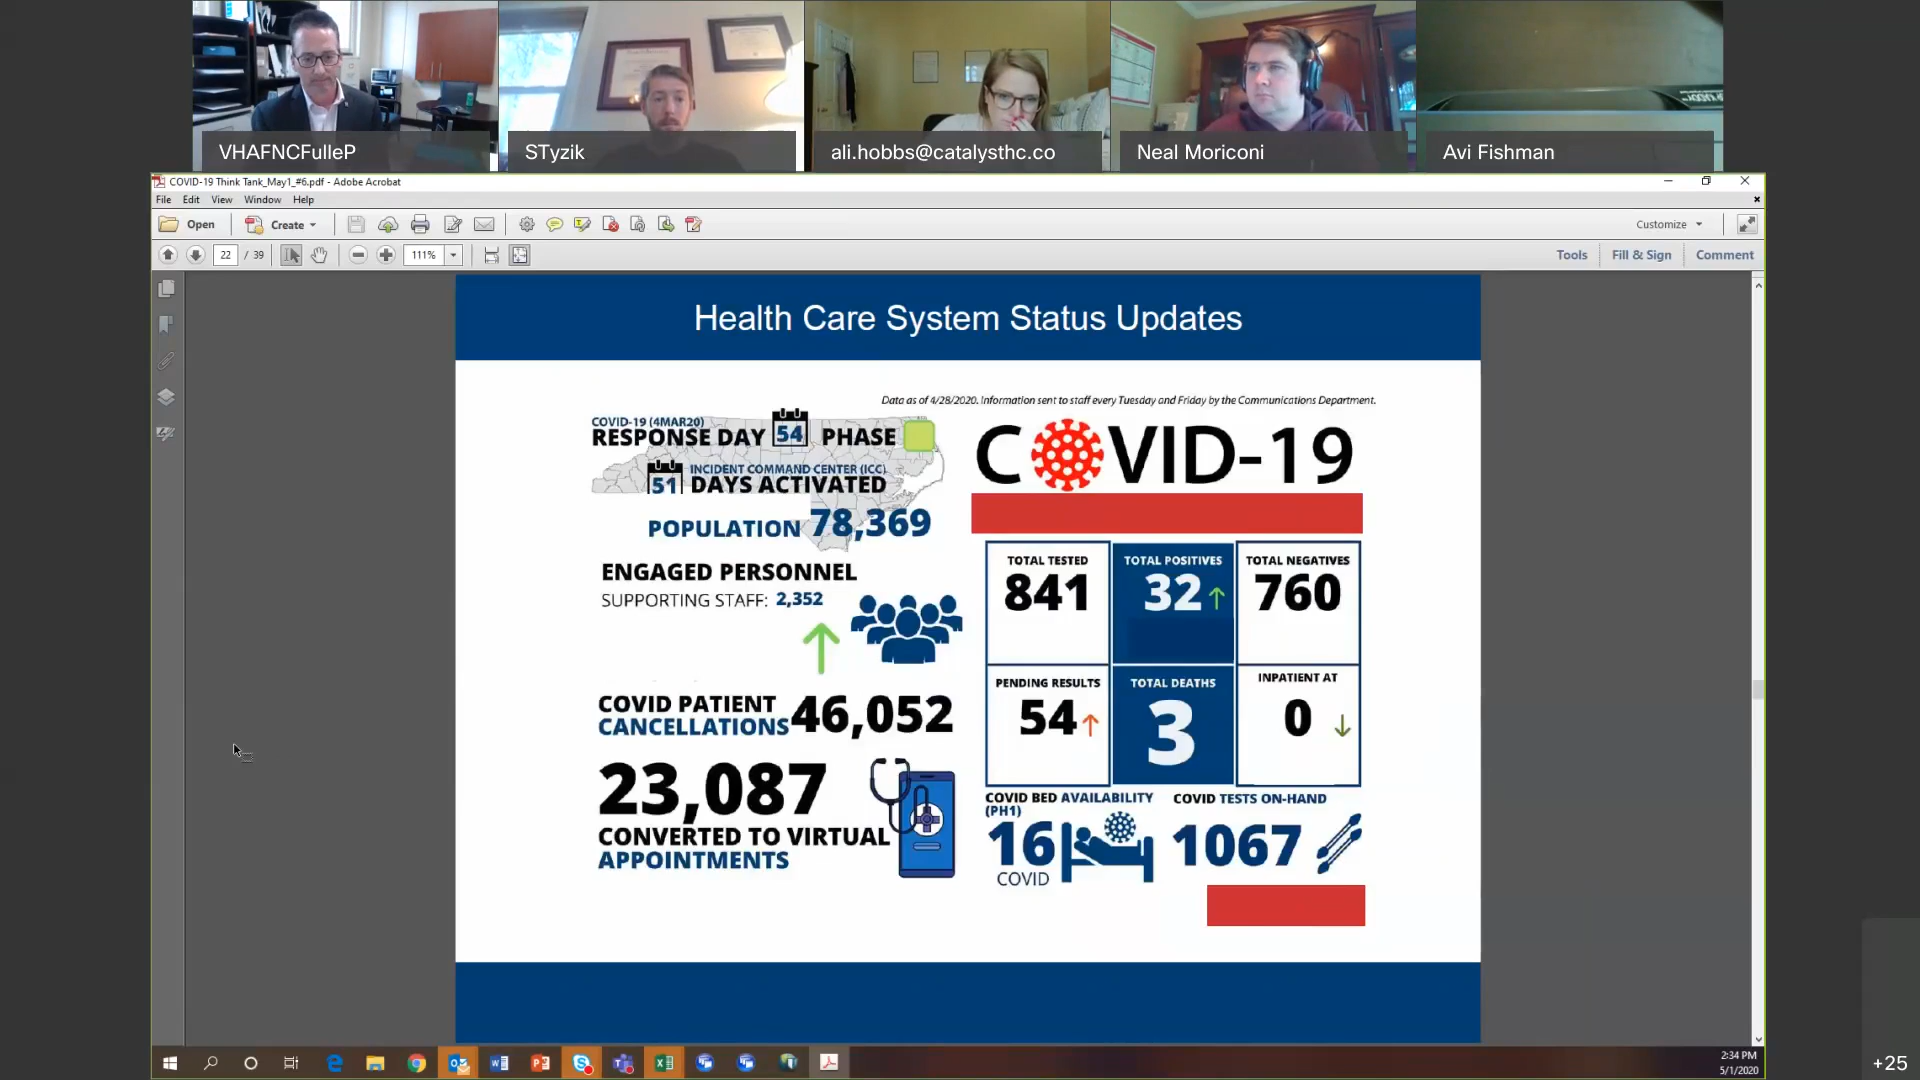 VHAFNCFulleP
STyzik
ali.hobbs@catalysthc.co
Neal Moriconi
Avi Fishman
COVID-19 Think Tank_May1_#6.pdf - Adobe Acrobat
File Edit View Window Help
Open Create Customize
22 / 39 111% Tools Fill & Sign Comment
Health Care System Status Updates
Data as of 4/28/2020. Information sent to staff every Tuesday and Friday by the Communications Department.
COVID-19 (4MAR20)
RESPONSE DAY 54 PHASE
INCIDENT COMMAND CENTER (ICC)
51 DAYS ACTIVATED
POPULATION 78,369
ENGAGED PERSONNEL
SUPPORTING STAFF: 2,352
COVID PATIENT
CANCELLATIONS 46,052
23,087
CONVERTED TO VIRTUAL
APPOINTMENTS
COVID-19
TOTAL TESTED
841
TOTAL POSITIVES
32
TOTAL NEGATIVES
760
PENDING RESULTS
54
TOTAL DEATHS
3
INPATIENT AT
0
COVID BED AVAILABILITY
(PH1)
16
COVID
COVID TESTS ON-HAND
1067
2:34 PM
5/1/2020
+25